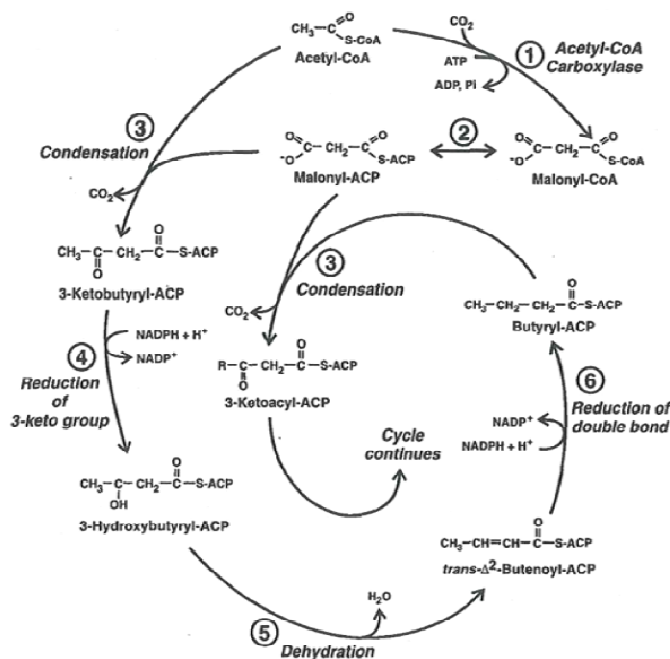 CH₃-C
O
S-CoA
Acetyl-CoA
CO₂
ATP
ADP, Pi
1
Acetyl-CoA
Carboxylase
3
Condensation
CO₂
O
⁻O
C-CH₂-C
O
S-ACP
Malonyl-ACP
2
O
⁻O
C-CH₂-C
O
S-CoA
Malonyl-CoA
O
CH₃-C-CH₂-C-S-ACP
O
3-Ketobutyryl-ACP
3
Condensation
CO₂
O
CH₃-CH₂-CH₂-C-S-ACP
Butyryl-ACP
4
NADPH + H⁺
NADP⁺
Reduction
of
3-keto group
O
R-C-CH₂-C-S-ACP
O
3-Ketoacyl-ACP
6
Reduction of
double bond
NADP⁺
NADPH + H⁺
Cycle
continues
O
CH₃-C-CH₂-C-S-ACP
OH
3-Hydroxybutyryl-ACP
O
CH₃-CH=CH-C-S-ACP
trans-Δ²-Butenoyl-ACP
H₂O
5
Dehydration